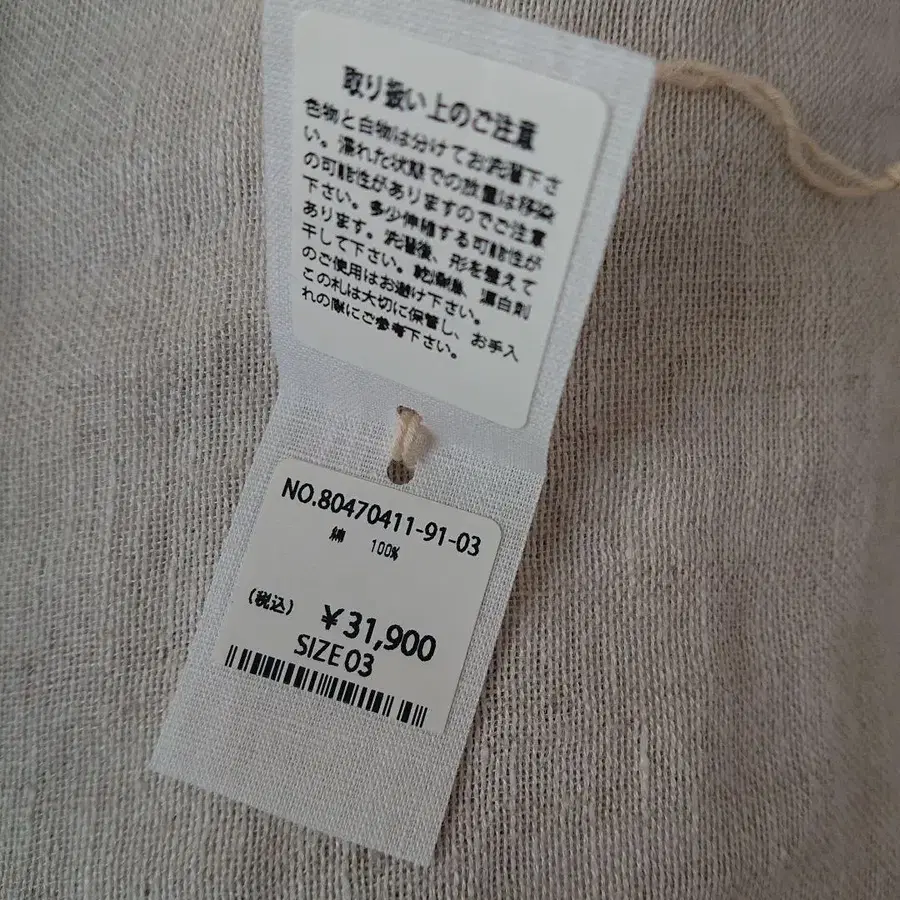 取り扱い上のご注意
色物と白物は分けてお洗濯下さ
い。濡れた状態での放置は移染
の可能性がありますのでご注意
下さい。多少伸縮する可能性が
あります。洗濯後、形を整えて
干して下さい。乾燥機、漂白剤
のご使用はお避け下さい。
この札は大切に保管し、お手入
れの際にご参考下さい。
NO.80470411-91-03
綿 100%
(税込) ¥31,900
SIZE 03